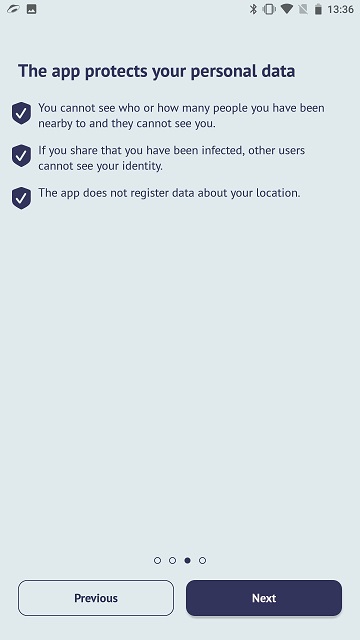 13:36
The app protects your personal data
You cannot see who or how many people you have been
nearby to and they cannot see you.
If you share that you have been infected, other users
cannot see your identity.
The app does not register data about your location.
Previous
Next